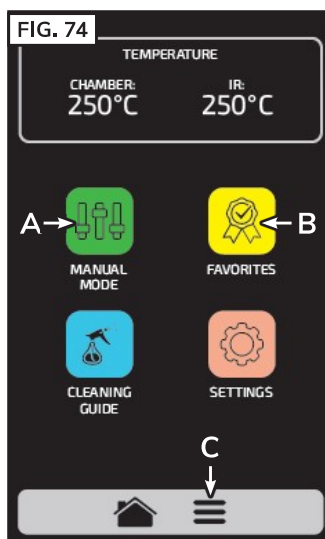 FIG. 74
TEMPERATURE
CHAMBER: IR:
250°C 250°C
A B
MANUAL FAVORITES
MODE
CLEANING SETTINGS
GUIDE
C